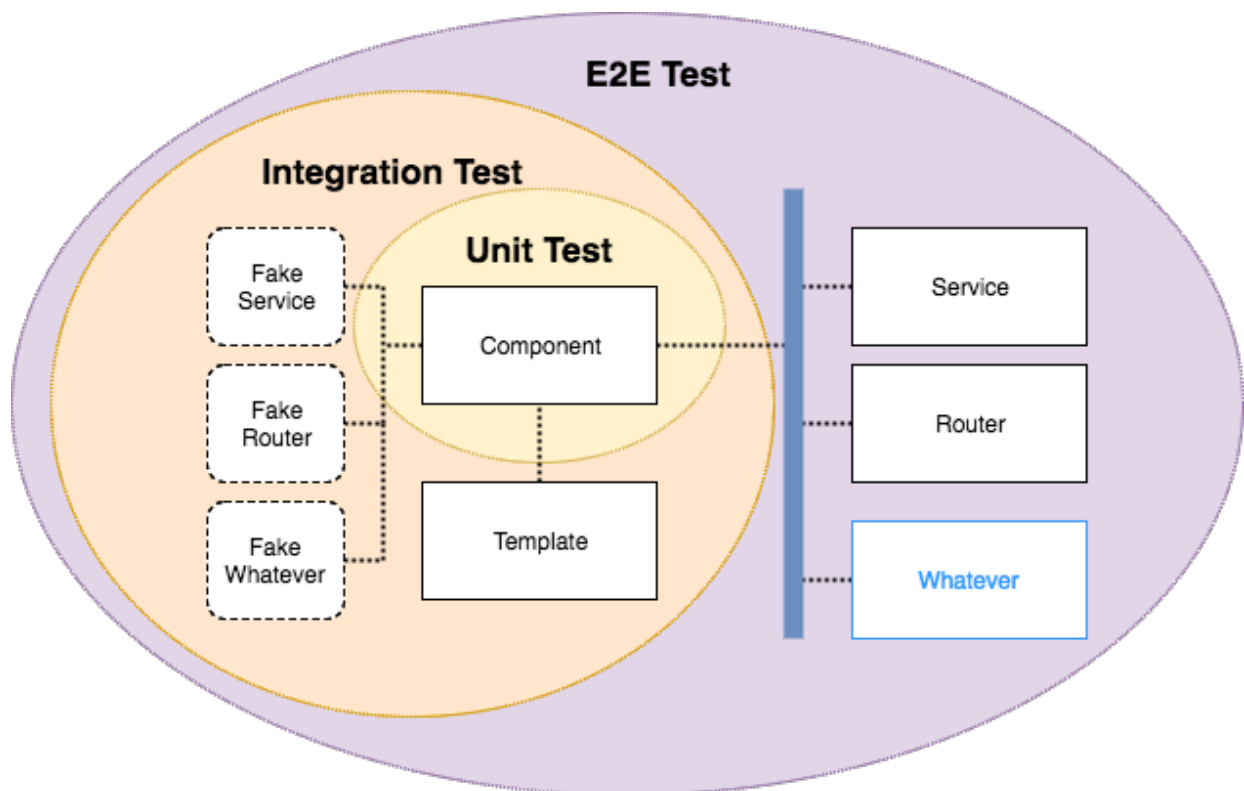 E2E Test
Integration Test
Unit Test
Fake
Service
Component
Service
Fake
Router
Router
Fake
Whatever
Template
Whatever